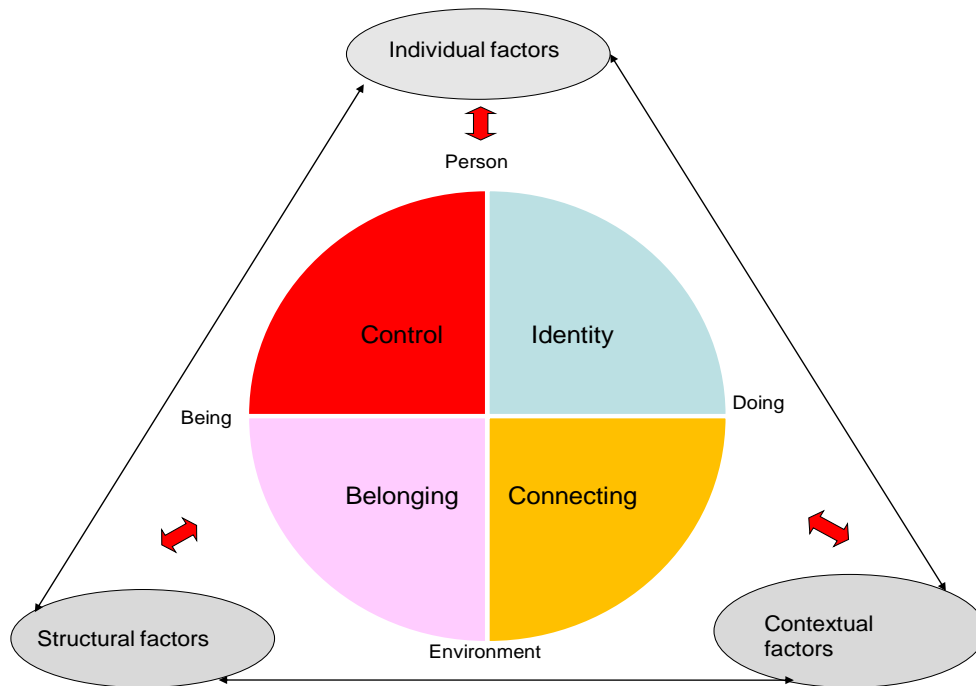 Individual factors
Person
Control
Identity
Being
Doing
Belonging
Connecting
Structural factors
Contextual
factors
Environment